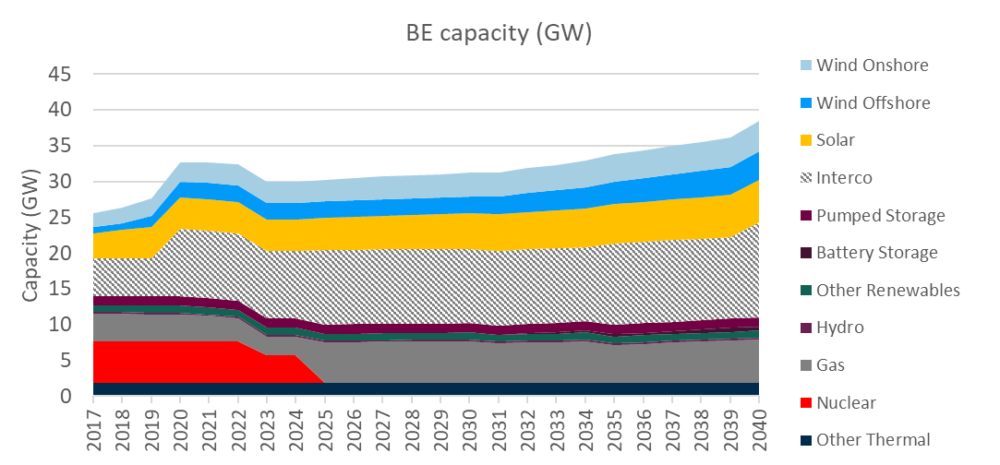 BE capacity (GW)
Capacity (GW)
45
40
35
30
25
20
15
10
5
0
2017
2018
2019
2020
2021
2022
2023
2024
2025
2026
2027
2028
2029
2030
2031
2032
2033
2034
2035
2036
2037
2038
2039
2040
Wind Onshore
Wind Offshore
Solar
Interco
Pumped Storage
Battery Storage
Other Renewables
Hydro
Gas
Nuclear
Other Thermal